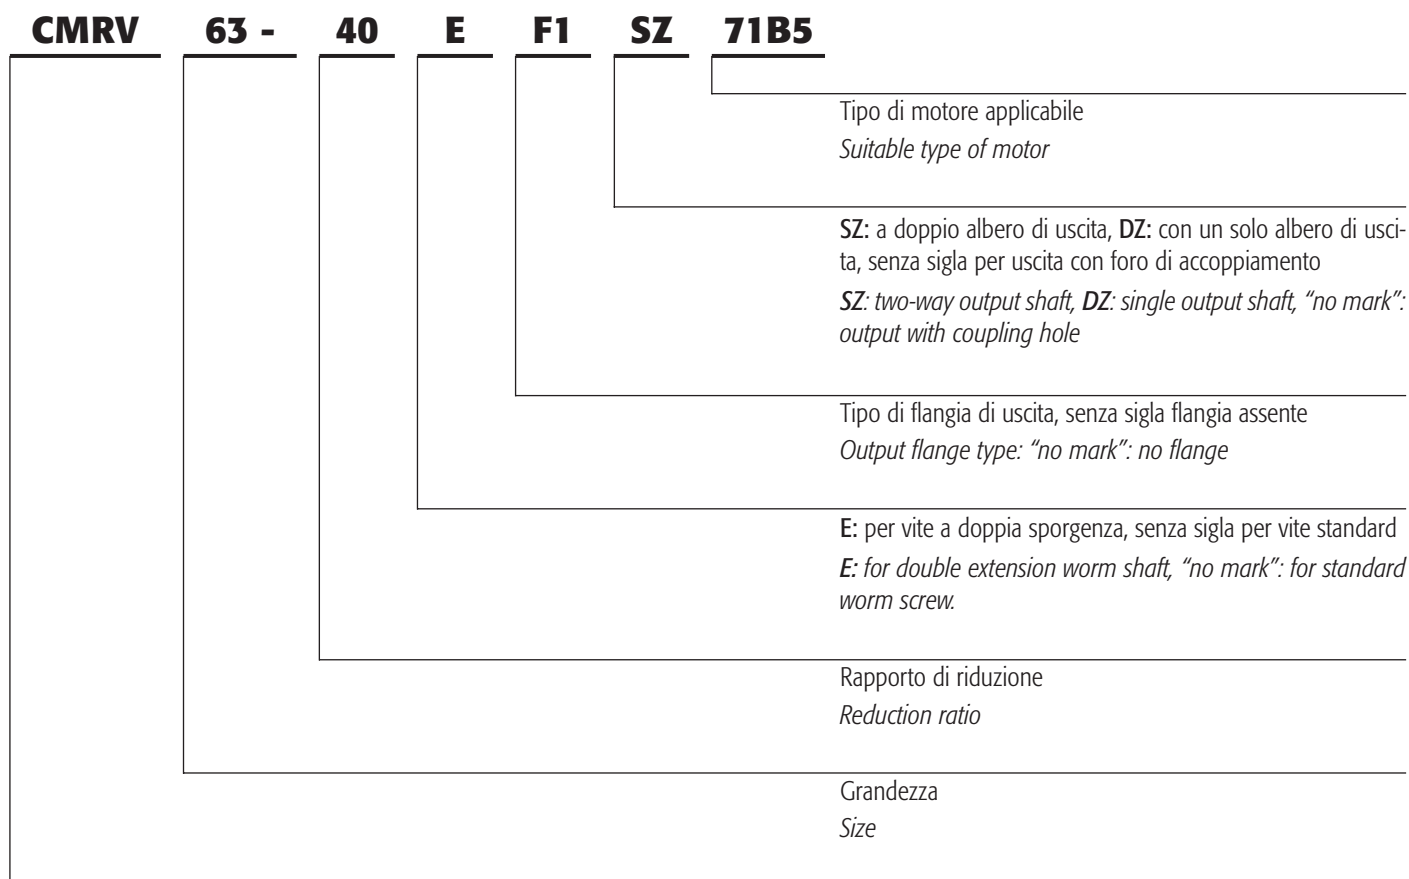 CMRV 63 - 40 E F1 SZ 71B5
Tipo di motore applicabile
Suitable type of motor
SZ: a doppio albero di uscita, DZ: con un solo albero di usci-
ta, senza sigla per uscita con foro di accoppiamento
SZ: two-way output shaft, DZ: single output shaft, “no mark”:
output with coupling hole
Tipo di flangia di uscita, senza sigla flangia assente
Output flange type: “no mark”: no flange
E: per vite a doppia sporgenza, senza sigla per vite standard
E: for double extension worm shaft, “no mark”: for standard
worm screw.
Rapporto di riduzione
Reduction ratio
Grandezza
Size